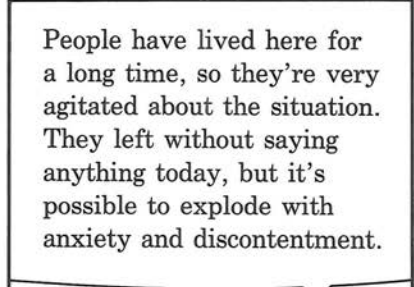 People have lived here for
a long time, so they're very
agitated about the situation.
They left without saying
anything today, but it's
possible to explode with
anxiety and discontentment.